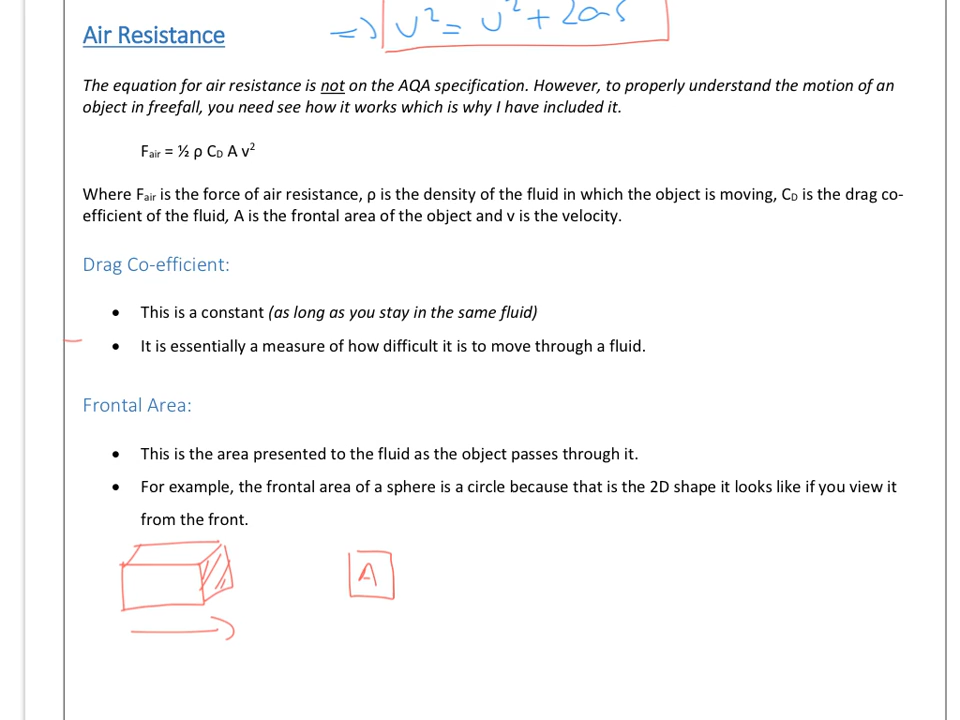 => v² = u² + 2as
Air Resistance
The equation for air resistance is not on the AQA specification. However, to properly understand the motion of an
object in freefall, you need see how it works which is why I have included it.
Fair = ½ ρ CD A v²
Where Fair is the force of air resistance, ρ is the density of the fluid in which the object is moving, CD is the drag co-
efficient of the fluid, A is the frontal area of the object and v is the velocity.
Drag Co-efficient:
• This is a constant (as long as you stay in the same fluid)
• It is essentially a measure of how difficult it is to move through a fluid.
Frontal Area:
• This is the area presented to the fluid as the object passes through it.
• For example, the frontal area of a sphere is a circle because that is the 2D shape it looks like if you view it
from the front.
A